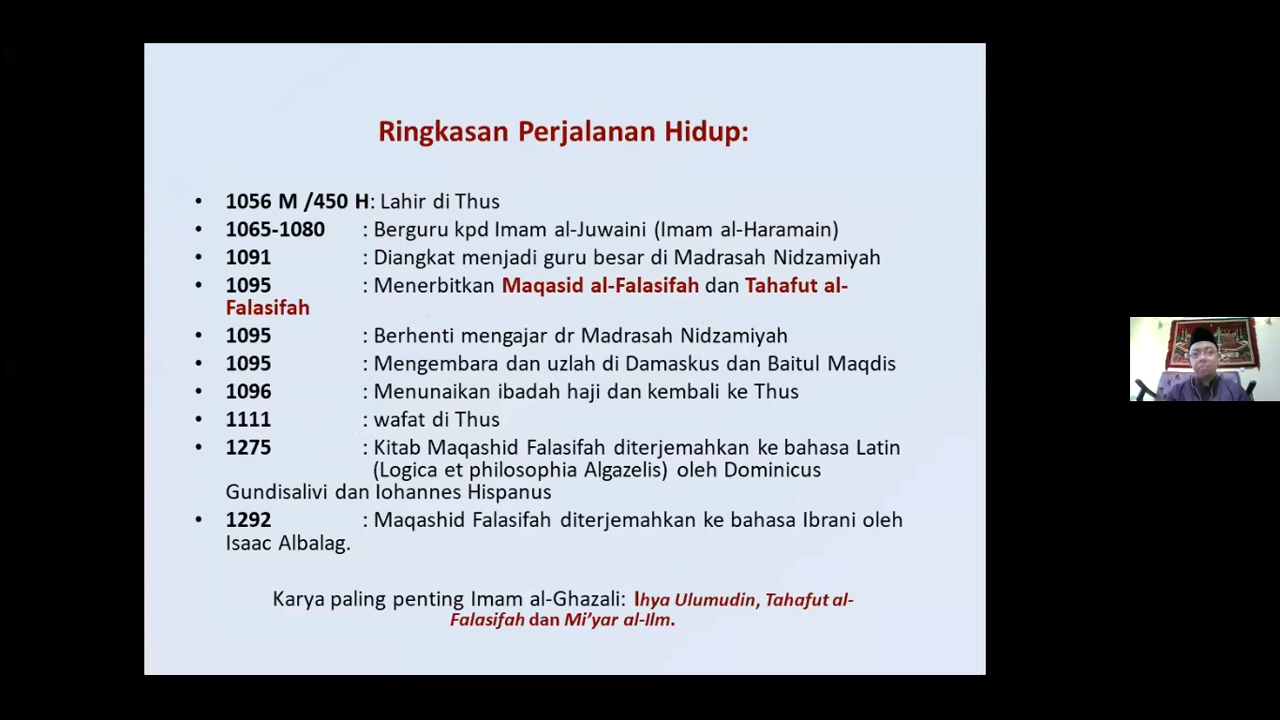 Ringkasan Perjalanan Hidup:
• 1056 M /450 H: Lahir di Thus
• 1065-1080 : Berguru kpd Imam al-Juwaini (Imam al-Haramain)
• 1091 : Diangkat menjadi guru besar di Madrasah Nidzamiyah
• 1095 : Menerbitkan Maqasid al-Falasifah dan Tahafut al-
Falasifah
• 1095 : Berhenti mengajar dr Madrasah Nidzamiyah
• 1095 : Mengembara dan uzlah di Damaskus dan Baitul Maqdis
• 1096 : Menunaikan ibadah haji dan kembali ke Thus
• 1111 : wafat di Thus
• 1275 : Kitab Maqashid Falasifah diterjemahkan ke bahasa Latin
(Logica et philosophia Algazelis) oleh Dominicus
Gundisalivi dan Iohannes Hispanus
• 1292 : Maqashid Falasifah diterjemahkan ke bahasa Ibrani oleh
Isaac Albalag.
Karya paling penting Imam al-Ghazali: Ihya Ulumudin, Tahafut al-
Falasifah dan Mi’yar al-Ilm.